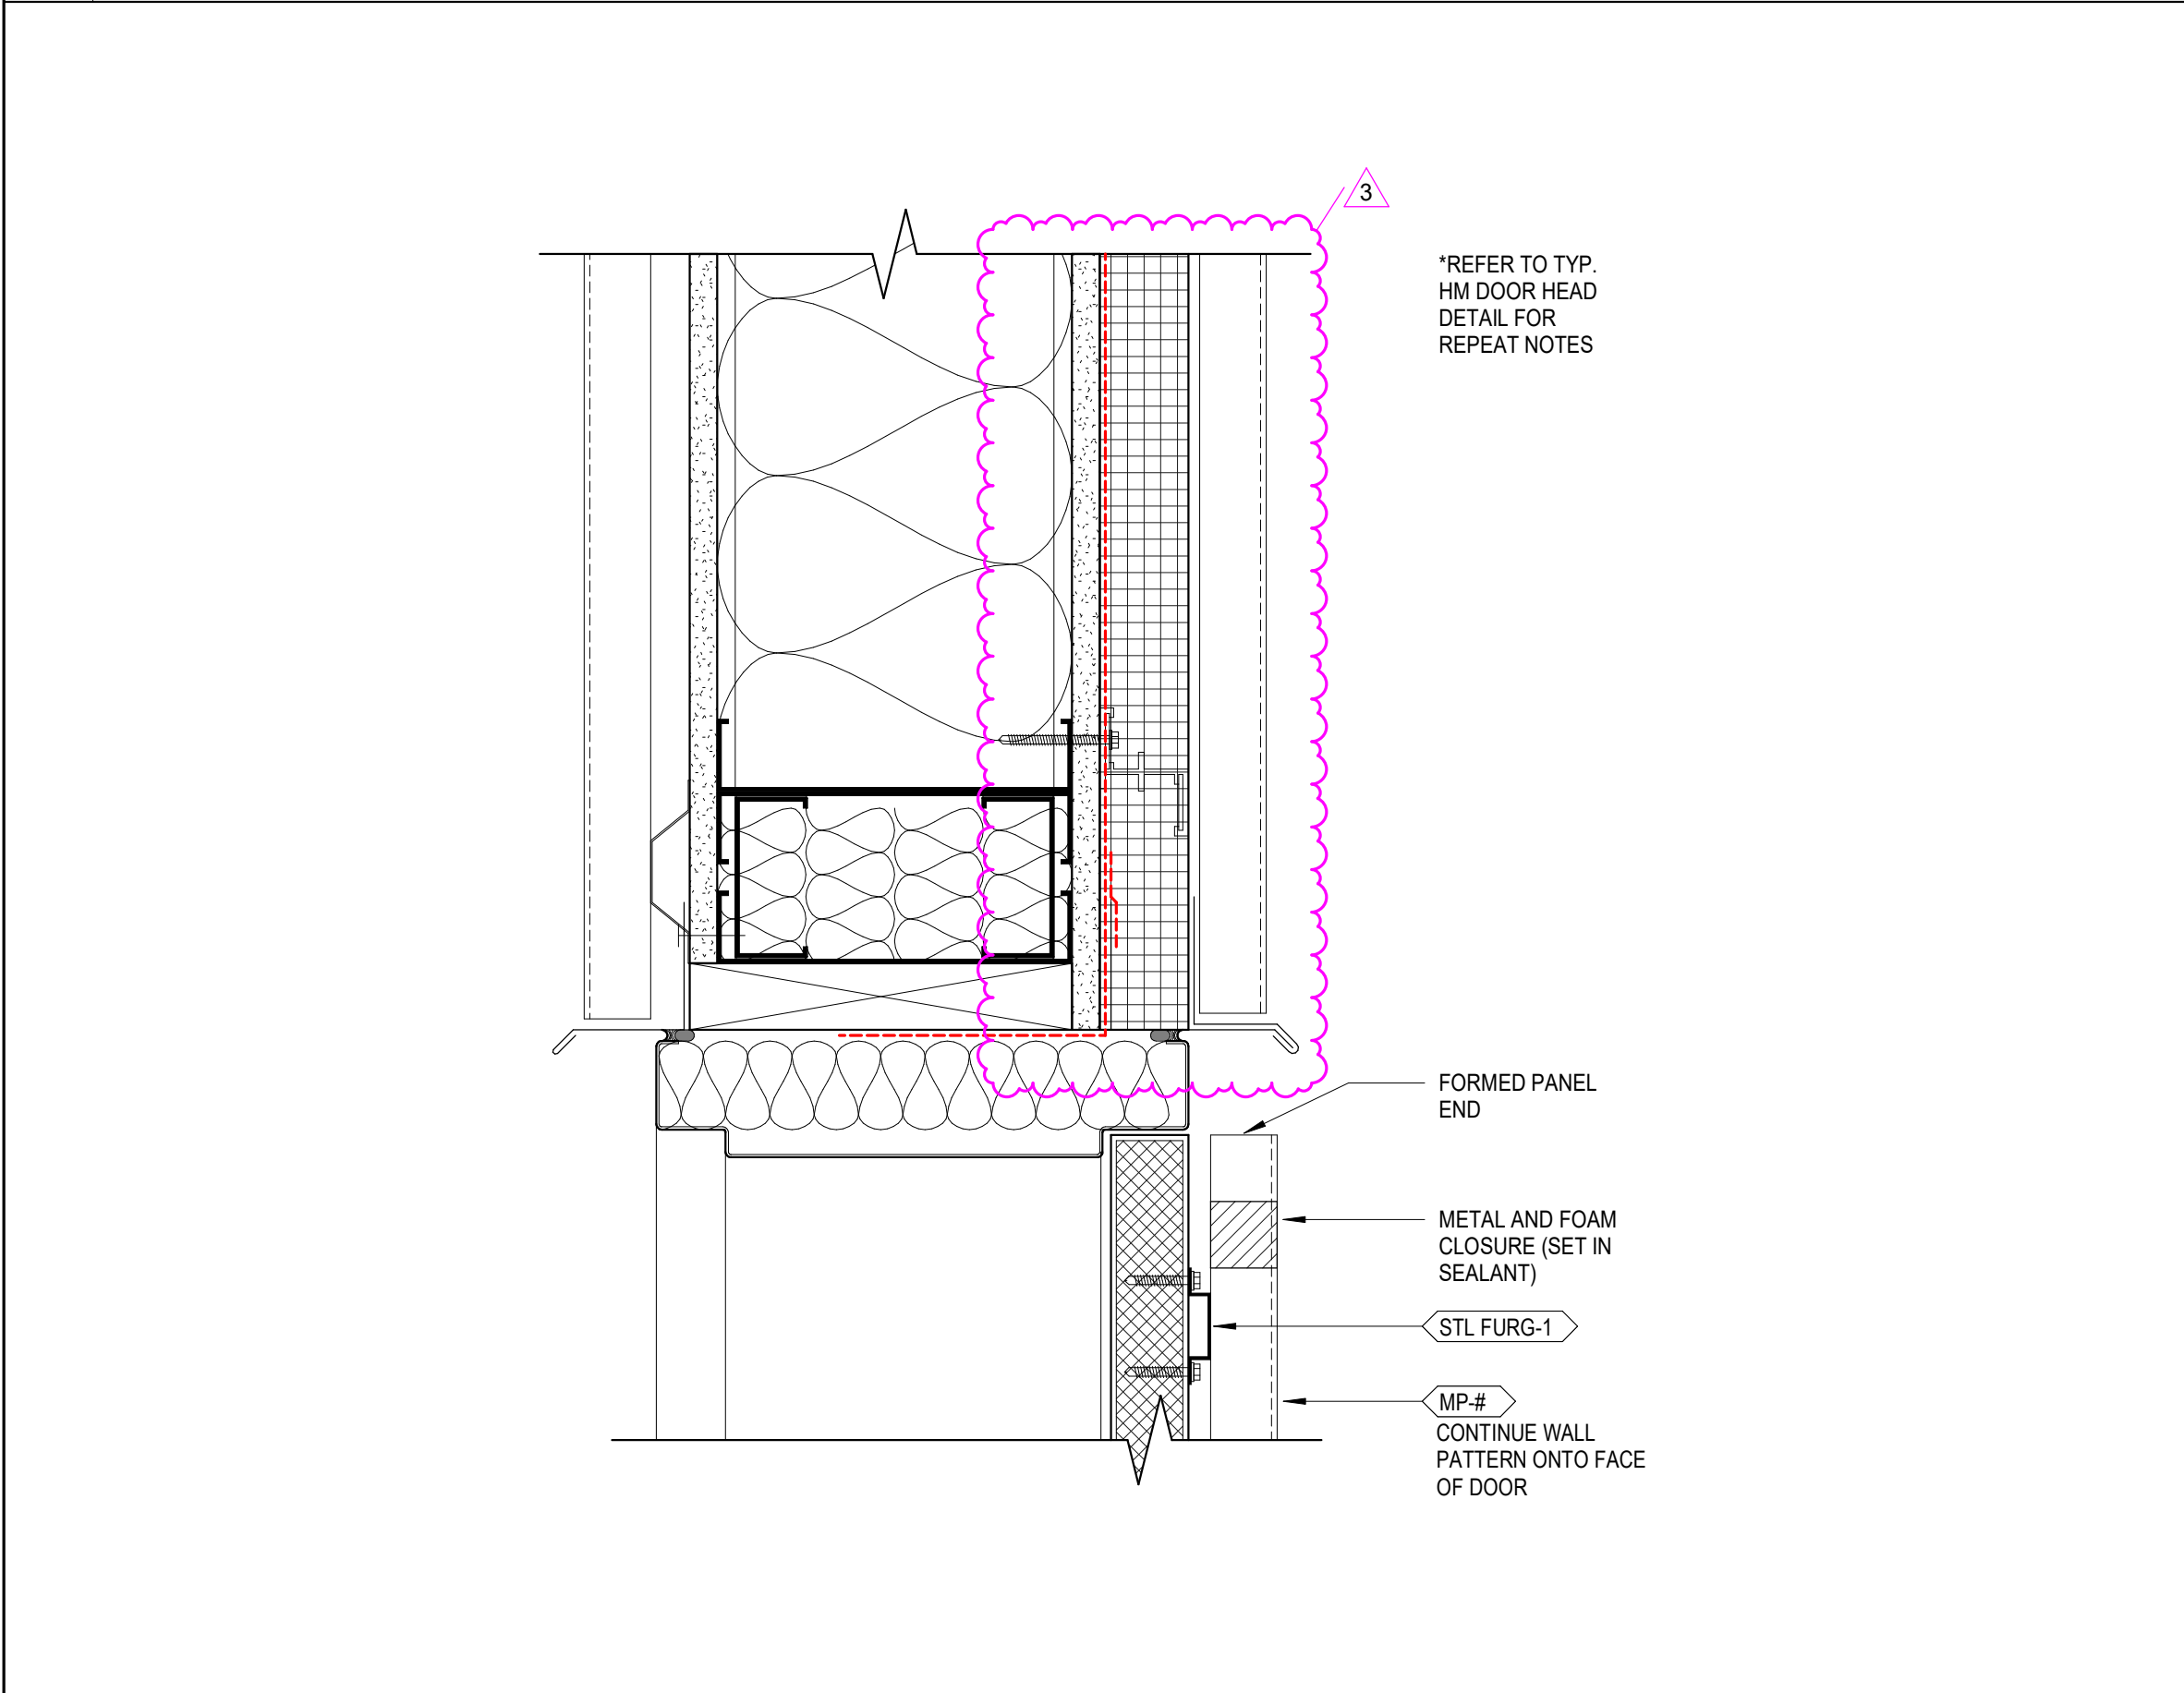 3
*REFER TO TYP.
HM DOOR HEAD
DETAIL FOR
REPEAT NOTES
FORMED PANEL
END
METAL AND FOAM
CLOSURE (SET IN
SEALANT)
STL FURG-1
MP-#
CONTINUE WALL
PATTERN ONTO FACE
OF DOOR